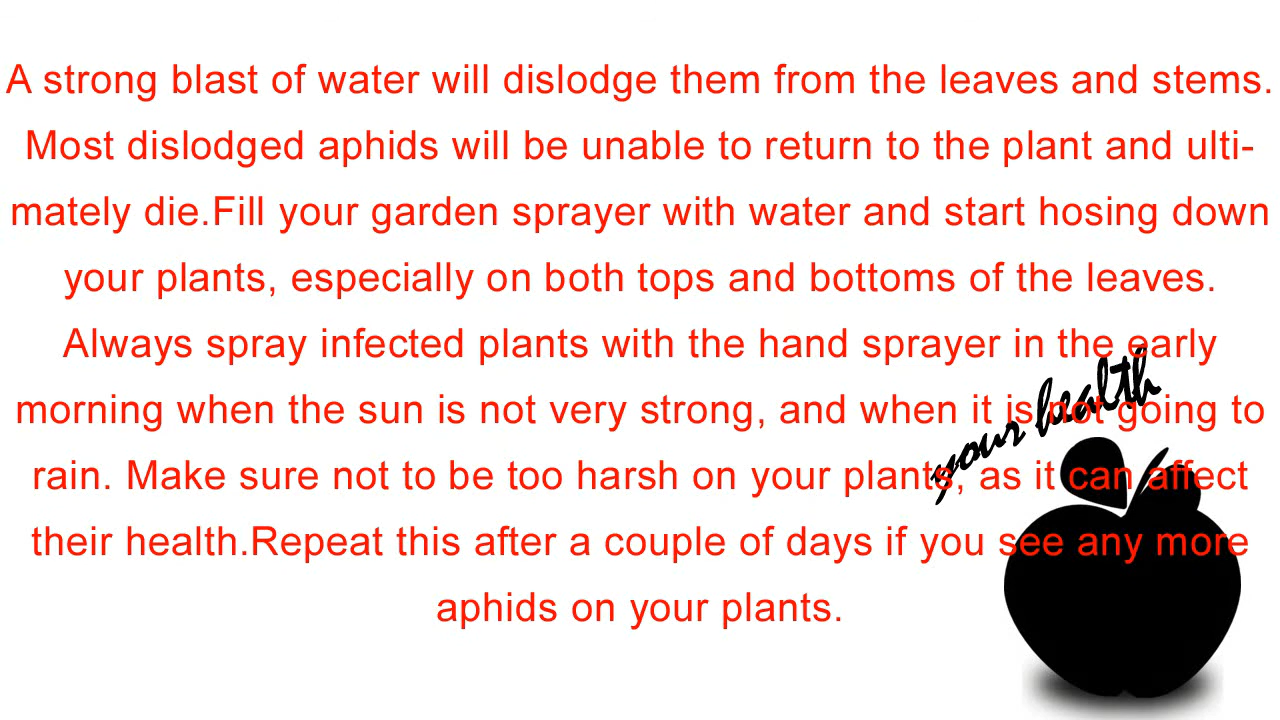 A strong blast of water will dislodge them from the leaves and stems.
Most dislodged aphids will be unable to return to the plant and ulti-
mately die.Fill your garden sprayer with water and start hosing down
your plants, especially on both tops and bottoms of the leaves.
Always spray infected plants with the hand sprayer in the early
morning when the sun is not very strong, and when it is not going to
rain. Make sure not to be too harsh on your plants, as it can affect
their health.Repeat this after a couple of days if you see any more
aphids on your plants.
your health